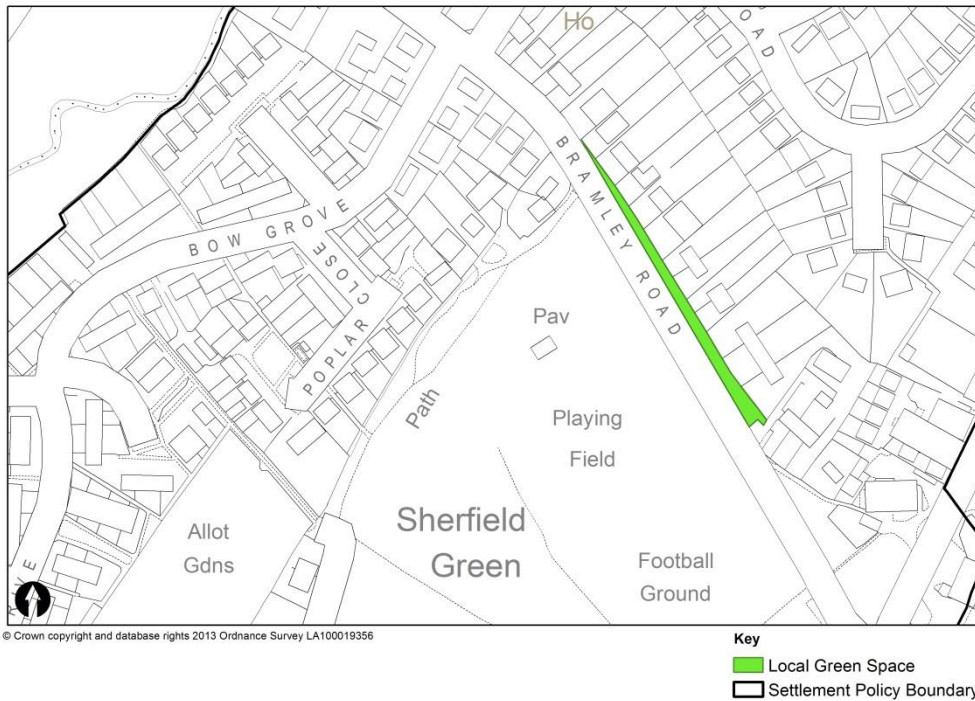 Ho
ROAD
BRAMLEY ROAD
BOW GROVE
POPLAR CLOSE
Path
Pav
Playing
Field
Sherfield
Green
Allot
Gdns
Football
Ground
© Crown copyright and database rights 2013 Ordnance Survey LA100019356
Key
Local Green Space
Settlement Policy Boundary